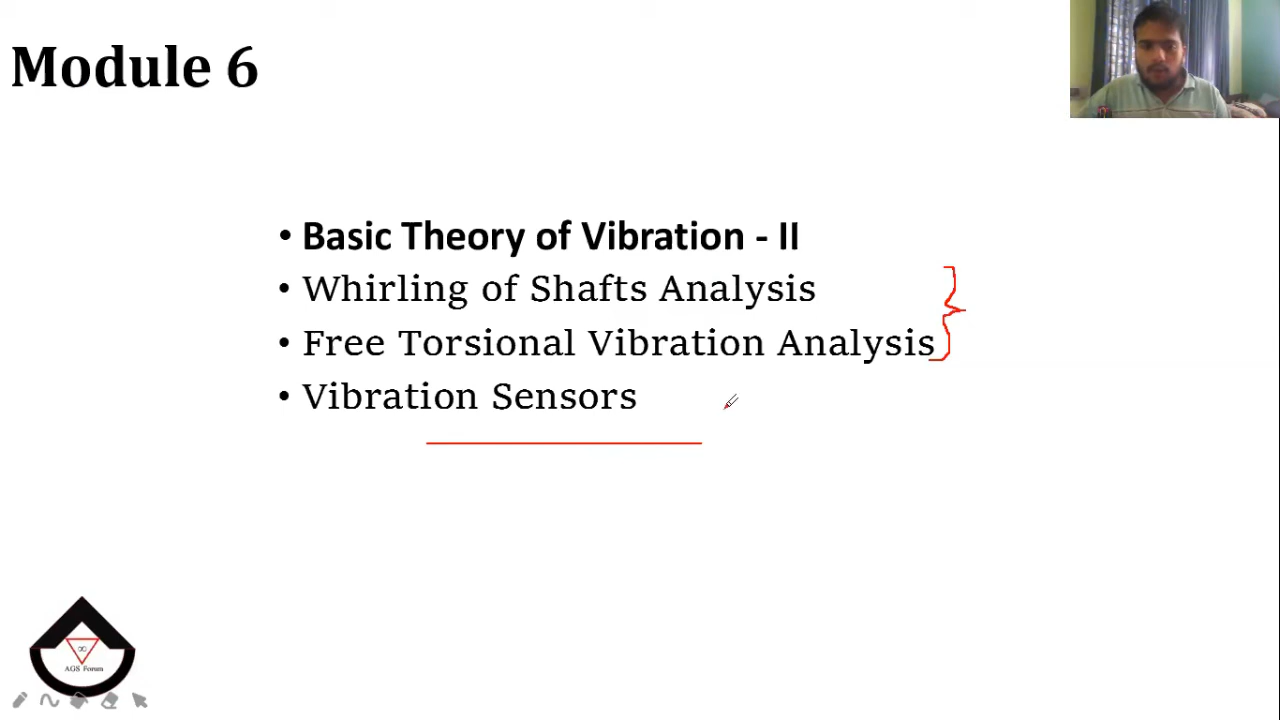 Module 6
• Basic Theory of Vibration - II
• Whirling of Shafts Analysis
• Free Torsional Vibration Analysis
• Vibration Sensors
∞
AGS Forum